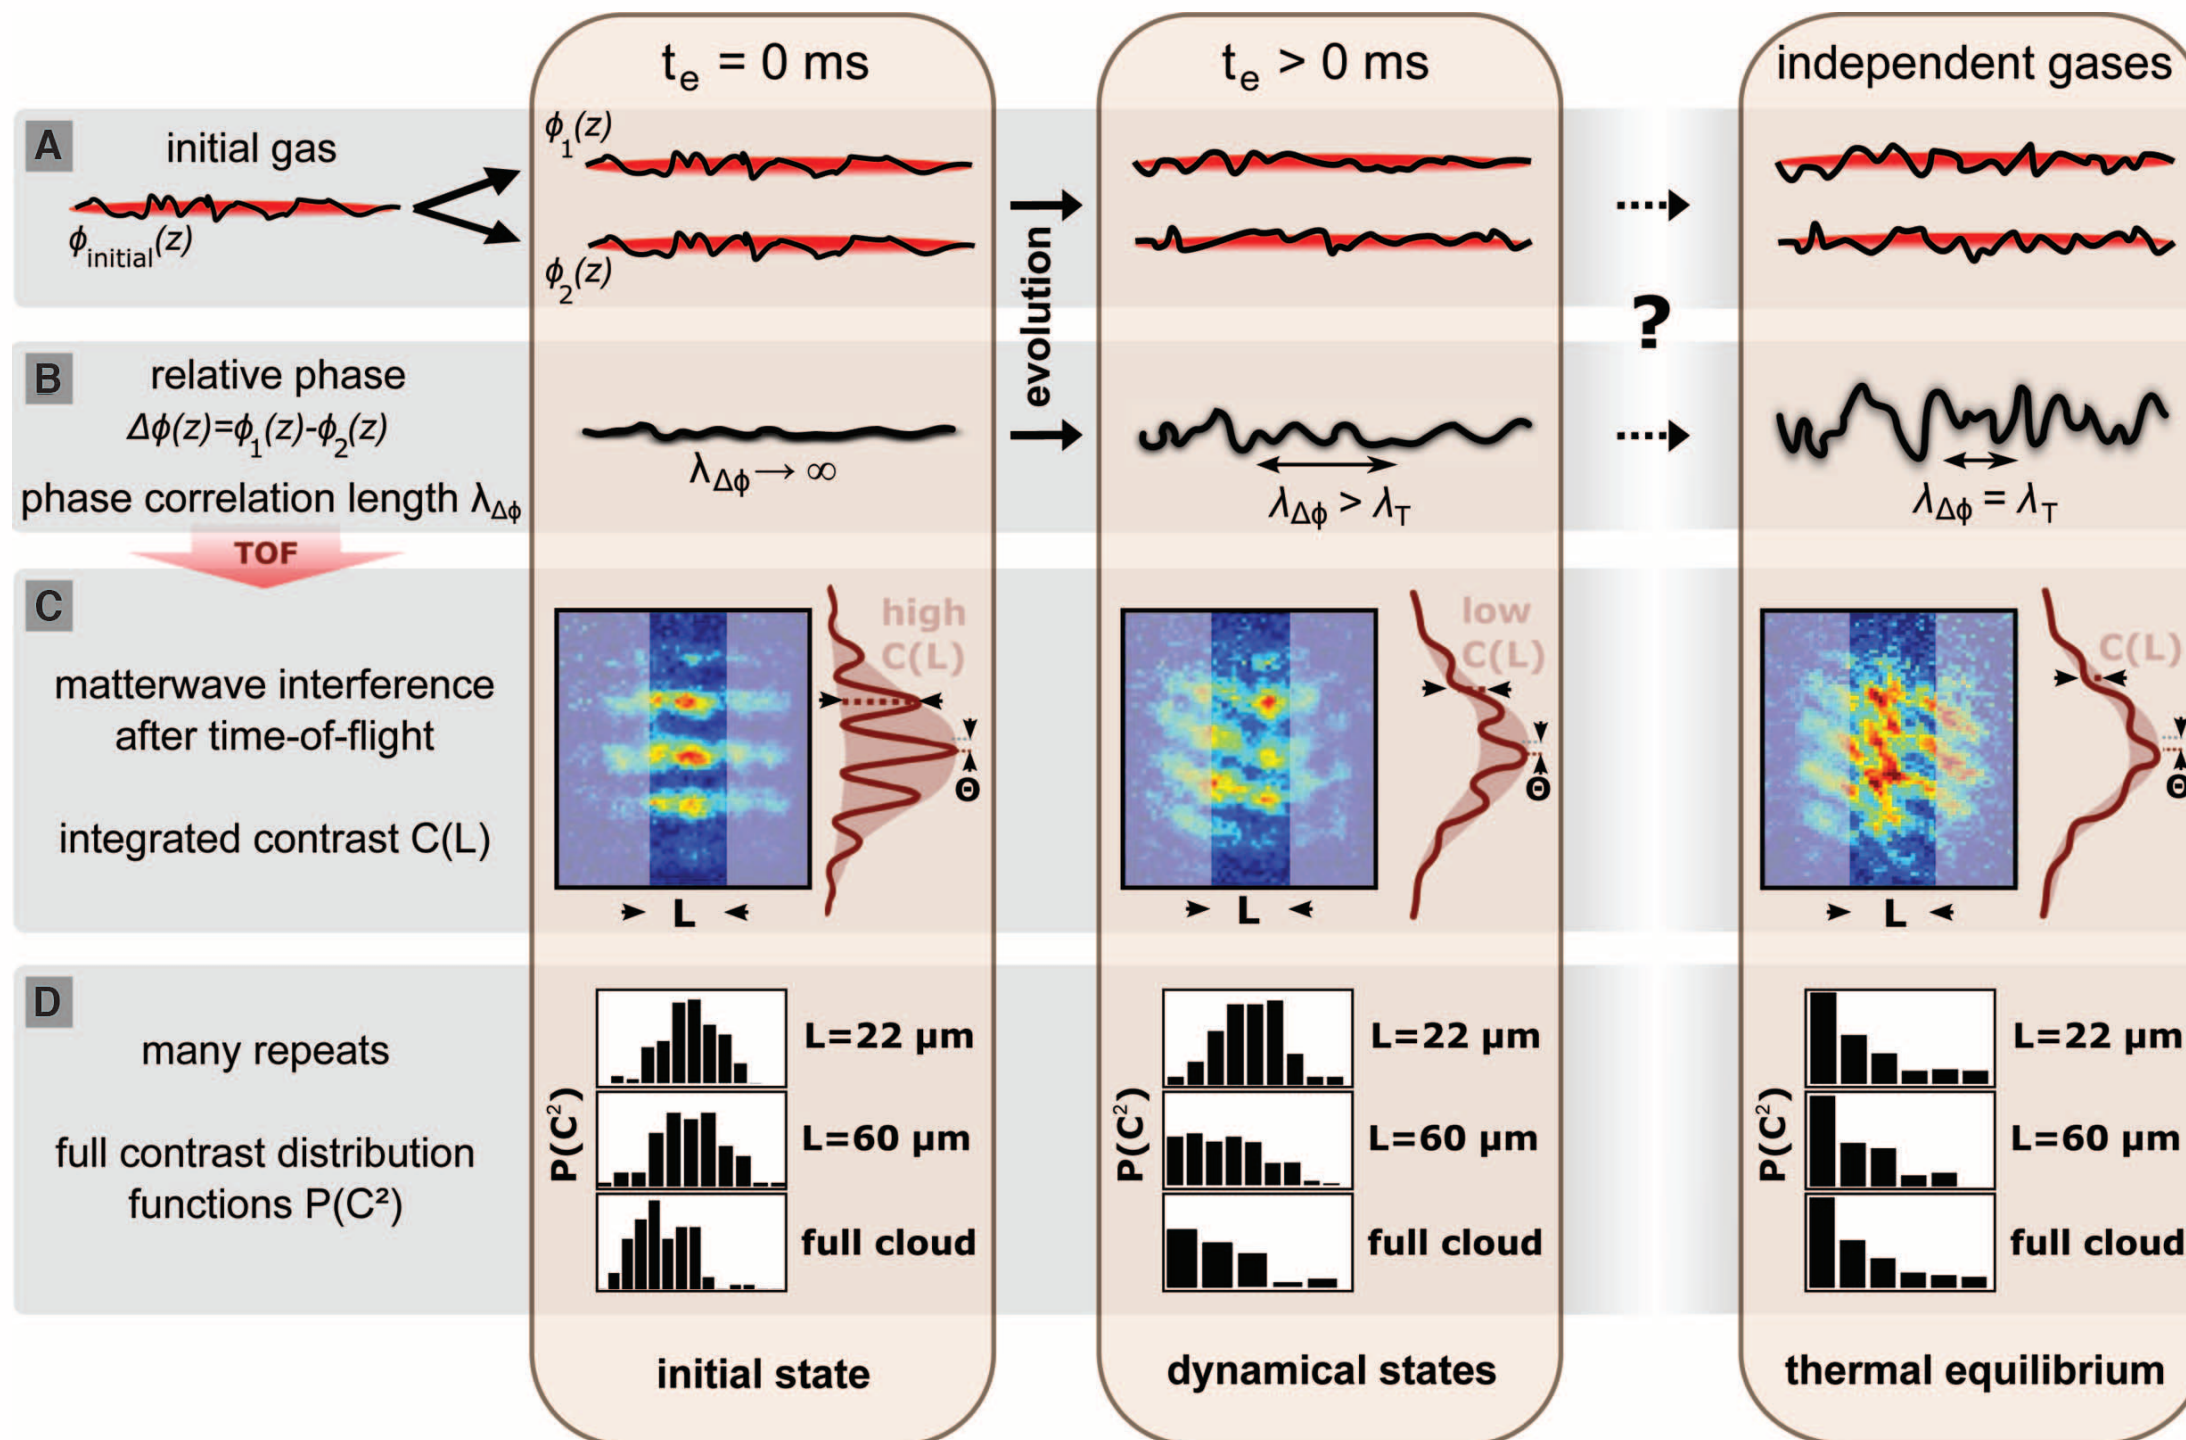 t_e = 0 ms
t_e > 0 ms
independent gases
A
initial gas
ϕ_initial(z)
ϕ_1(z)
ϕ_2(z)
evolution
?
B
relative phase
Δϕ(z)=ϕ_1(z)-ϕ_2(z)
phase correlation length λ_Δϕ
λ_Δϕ → ∞
λ_Δϕ > λ_T
λ_Δϕ = λ_T
TOF
C
matterwave interference
after time-of-flight
integrated contrast C(L)
high
C(L)
Θ
L
low
C(L)
Θ
L
C(L)
Θ
L
D
many repeats
full contrast distribution
functions P(C²)
P(C²)
L=22 µm
L=60 µm
full cloud
P(C²)
L=22 µm
L=60 µm
full cloud
P(C²)
L=22 µm
L=60 µm
full cloud
initial state
dynamical states
thermal equilibrium